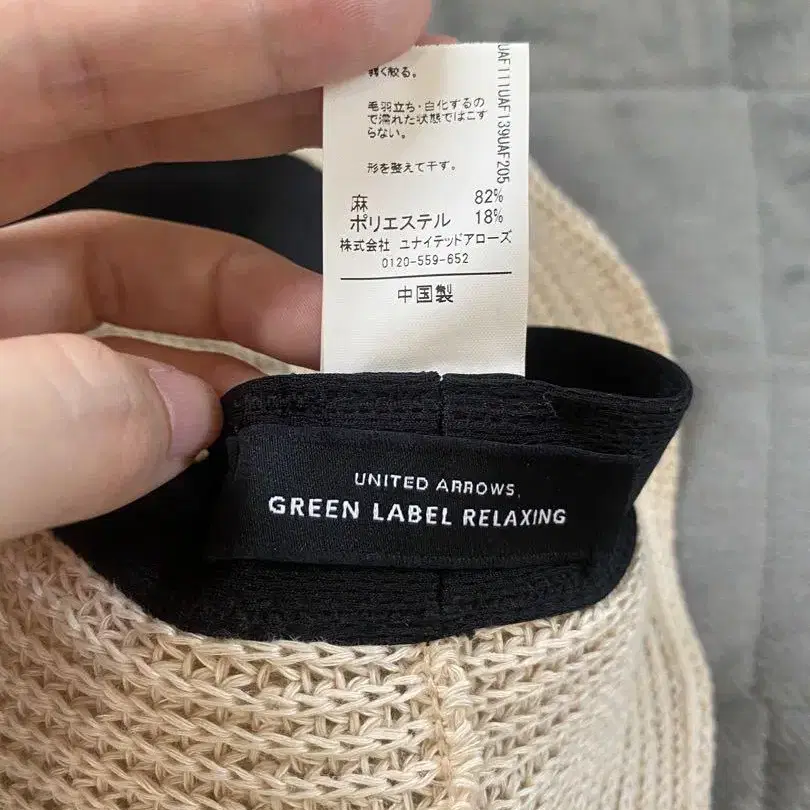 弱く絞る。
毛羽立ち・白化するの
で濡れた状態ではこす
らない。
形を整えて干す。
麻 82%
ポリエステル 18%
株式会社 ユナイテッドアローズ
0120-559-652
中国製
UAF111UAF139UAF205
UNITED ARROWS,
GREEN LABEL RELAXING